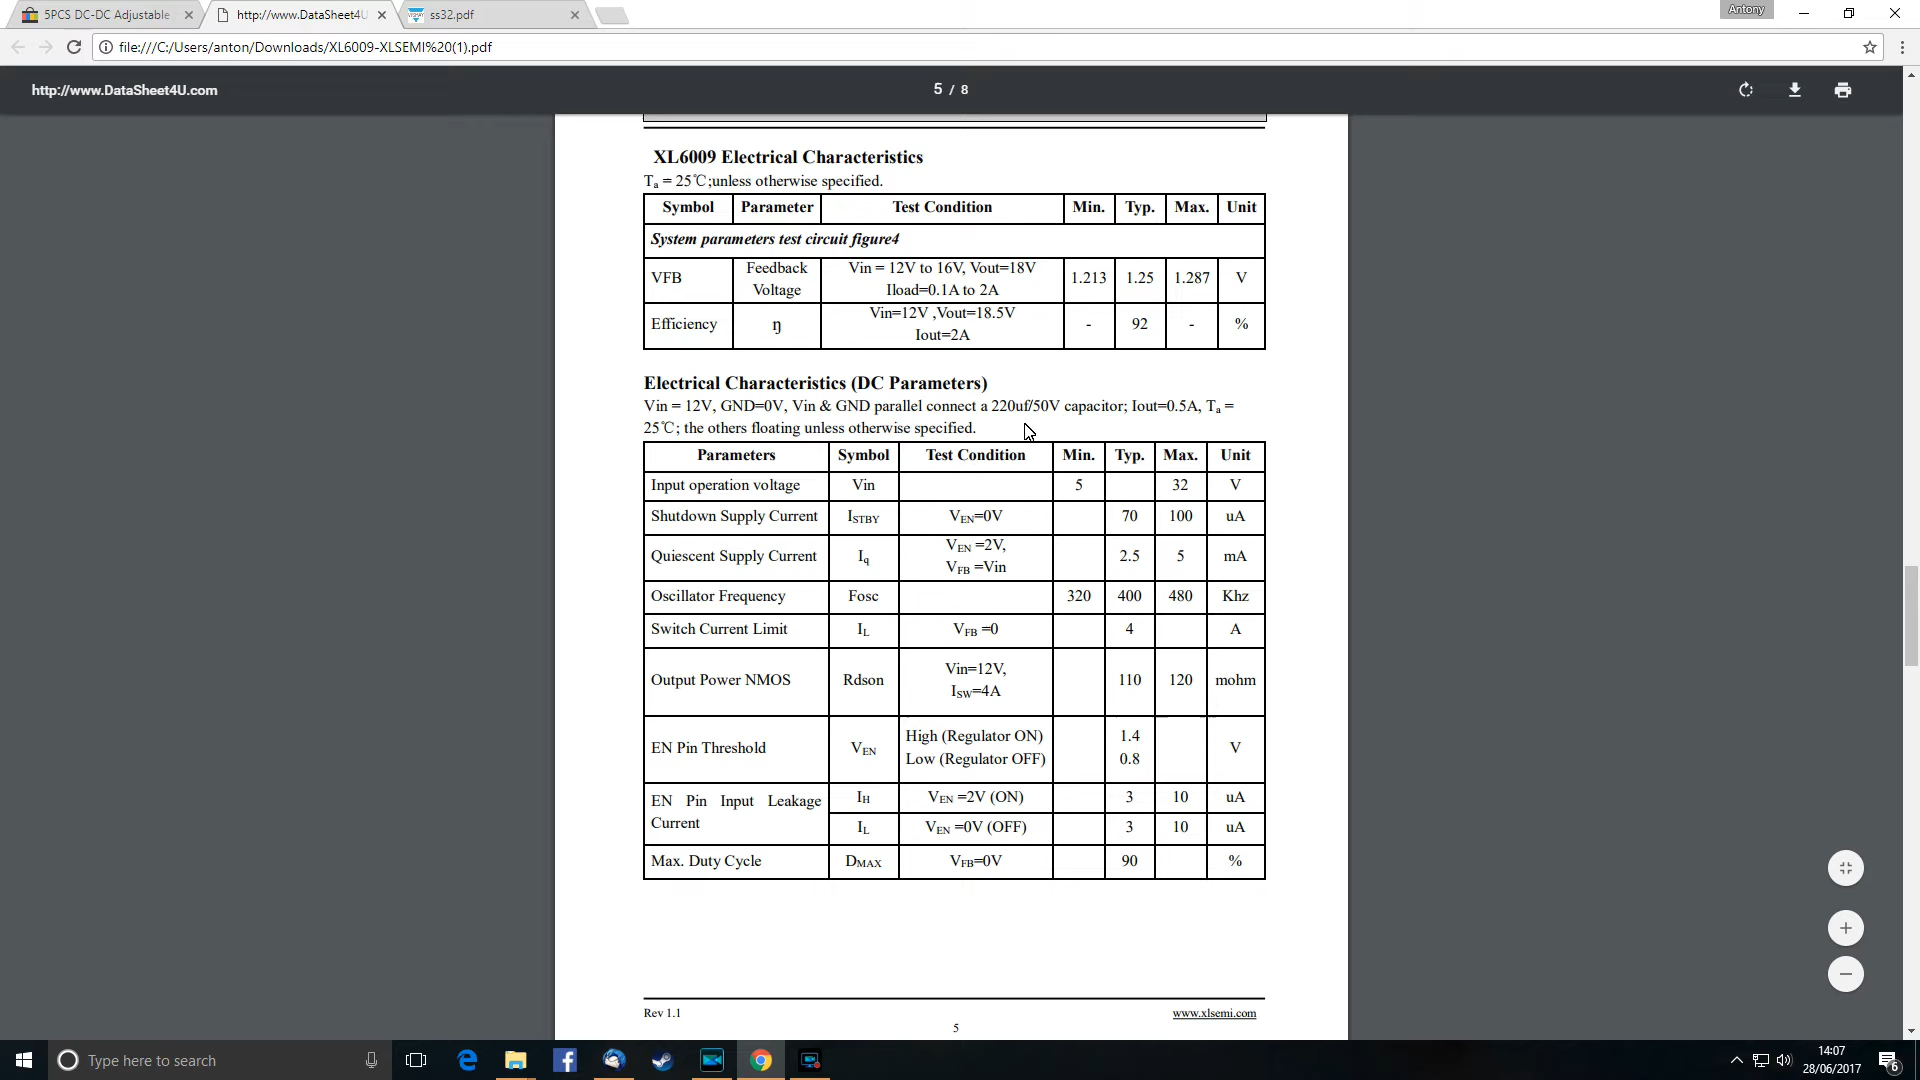 5PCS DC-DC Adjustable
http://www.DataSheet4U
ss32.pdf
Antony
file:///C:/Users/anton/Downloads/XL6009-XLSEMI%20(1).pdf
http://www.DataSheet4U.com
5 / 8
XL6009 Electrical Characteristics
Ta = 25℃;unless otherwise specified.
Symbol Parameter Test Condition Min. Typ. Max. Unit
System parameters test circuit figure4
VFB Feedback Voltage Vin = 12V to 16V, Vout=18V Iload=0.1A to 2A 1.213 1.25 1.287 V
Efficiency ŋ Vin=12V ,Vout=18.5V Iout=2A - 92 - %
Electrical Characteristics (DC Parameters)
Vin = 12V, GND=0V, Vin & GND parallel connect a 220uf/50V capacitor; Iout=0.5A, Ta =
25℃; the others floating unless otherwise specified.
Parameters Symbol Test Condition Min. Typ. Max. Unit
Input operation voltage Vin 5 32 V
Shutdown Supply Current ISTBY VEN=0V 70 100 uA
Quiescent Supply Current Iq VEN =2V, VFB =Vin 2.5 5 mA
Oscillator Frequency Fosc 320 400 480 Khz
Switch Current Limit IL VFB =0 4 A
Output Power NMOS Rdson Vin=12V, ISW=4A 110 120 mohm
EN Pin Threshold VEN High (Regulator ON) Low (Regulator OFF) 1.4 0.8 V
EN Pin Input Leakage Current IH VEN =2V (ON) 3 10 uA
IL VEN =0V (OFF) 3 10 uA
Max. Duty Cycle DMAX VFB=0V 90 %
Rev 1.1
www.xlsemi.com
5
Type here to search
14:07
28/06/2017
6